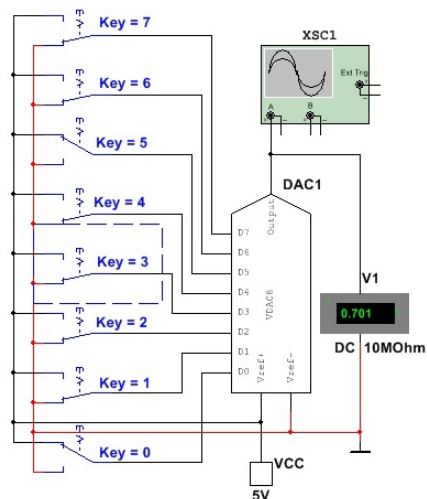 Key = 7
XSC1
Ext Trig
A
B
Key = 6
Key = 5
DAC1
Key = 4
Output
D7
D6
D5
D4
D3
D2
D1
D0
VDAC8
Vref+
Vref-
Key = 3
V1
0.701
V
Key = 2
DC 10MOhm
Key = 1
Key = 0
VCC
5V